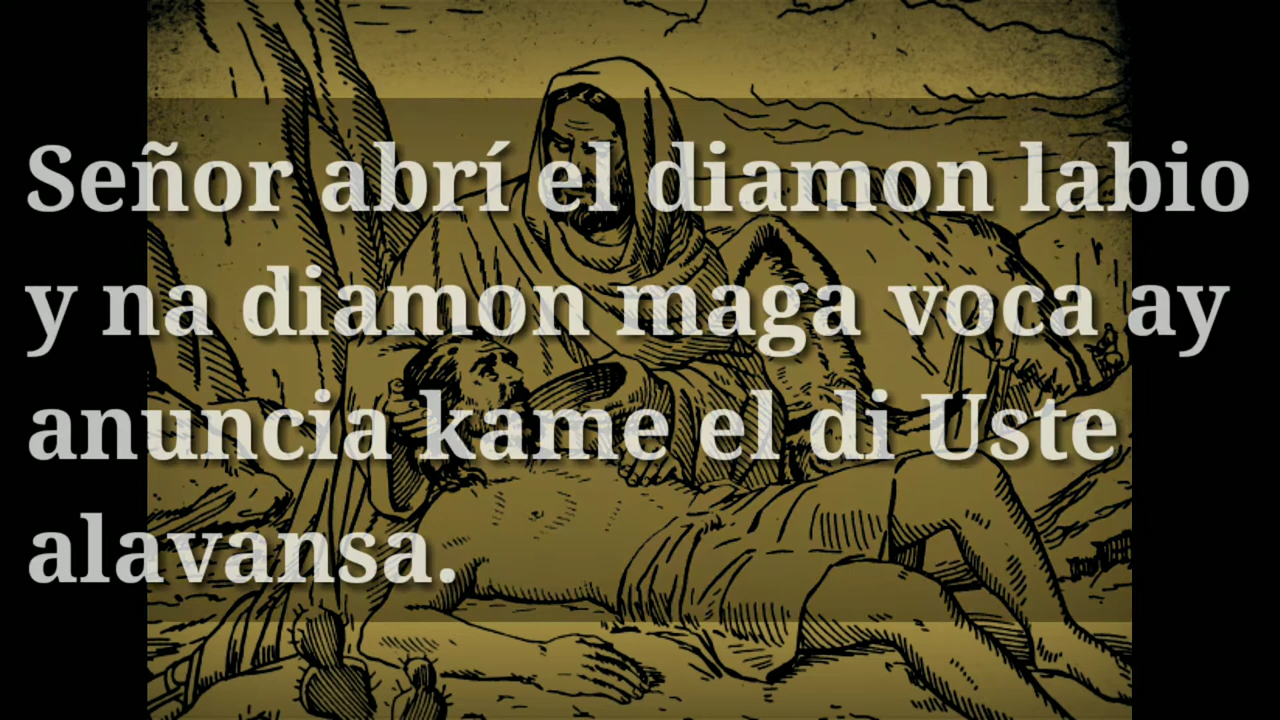 Señor abrí el diamon labio
y na diamon maga voca ay
anuncia kame el di Uste
alavansa.